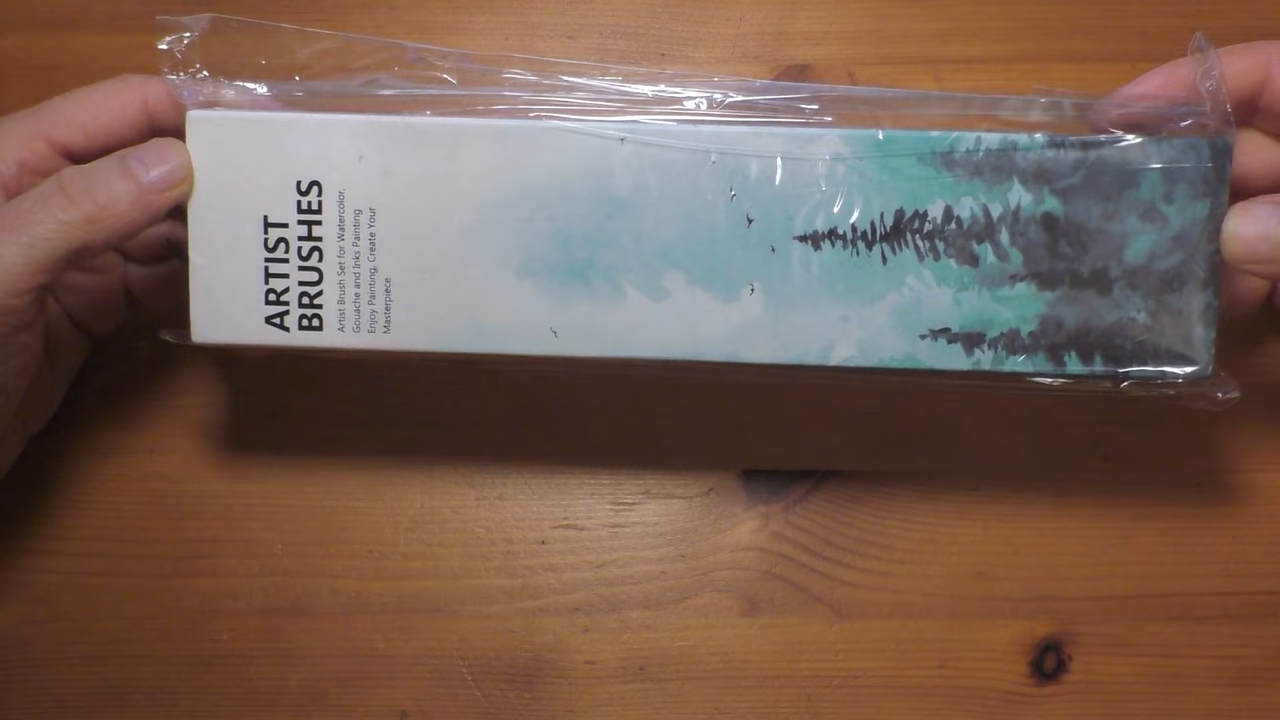 ARTIST
BRUSHES
Artist Brush Set for Watercolor,
Gouache and Inks Painting
Enjoy Painting, Create Your
Masterpiece